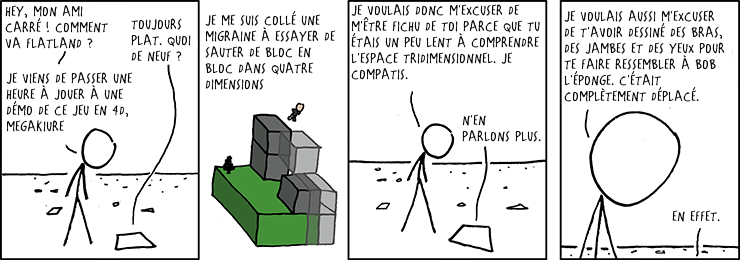 HEY, MON AMI
CARRÉ ! COMMENT
VA FLATLAND ?
TOUJOURS
PLAT. QUOI
DE NEUF ?
JE VIENS DE PASSER UNE
HEURE À JOUER À UNE
DÉMO DE CE JEU EN 4D,
MEGAKIURE
JE ME SUIS COLLÉ UNE
MIGRAINE À ESSAYER DE
SAUTER DE BLOC EN
BLOC DANS QUATRE
DIMENSIONS
JE VOULAIS DONC M'EXCUSER DE
M'ÊTRE FICHU DE TOI PARCE QUE TU
ÉTAIS UN PEU LENT À COMPRENDRE
L'ESPACE TRIDIMENSIONNEL. JE
COMPATIS.
N'EN
PARLONS PLUS.
JE VOULAIS AUSSI M'EXCUSER
DE T'AVOIR DESSINÉ DES BRAS,
DES JAMBES ET DES YEUX POUR
TE FAIRE RESSEMBLER À BOB
L'ÉPONGE. C'ÉTAIT
COMPLÈTEMENT DÉPLACÉ.
EN EFFET.